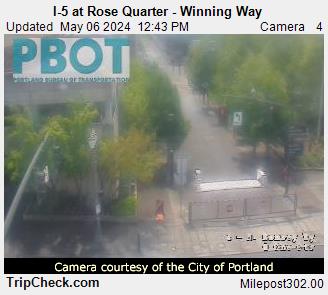 I-5 at Rose Quarter - Winning Way
Updated May 06 2024 12:43 PM Camera 4
PBOT
PORTLAND BUREAU OF TRANSPORTATION
Camera courtesy of the City of Portland
TripCheck.com Milepost302.00